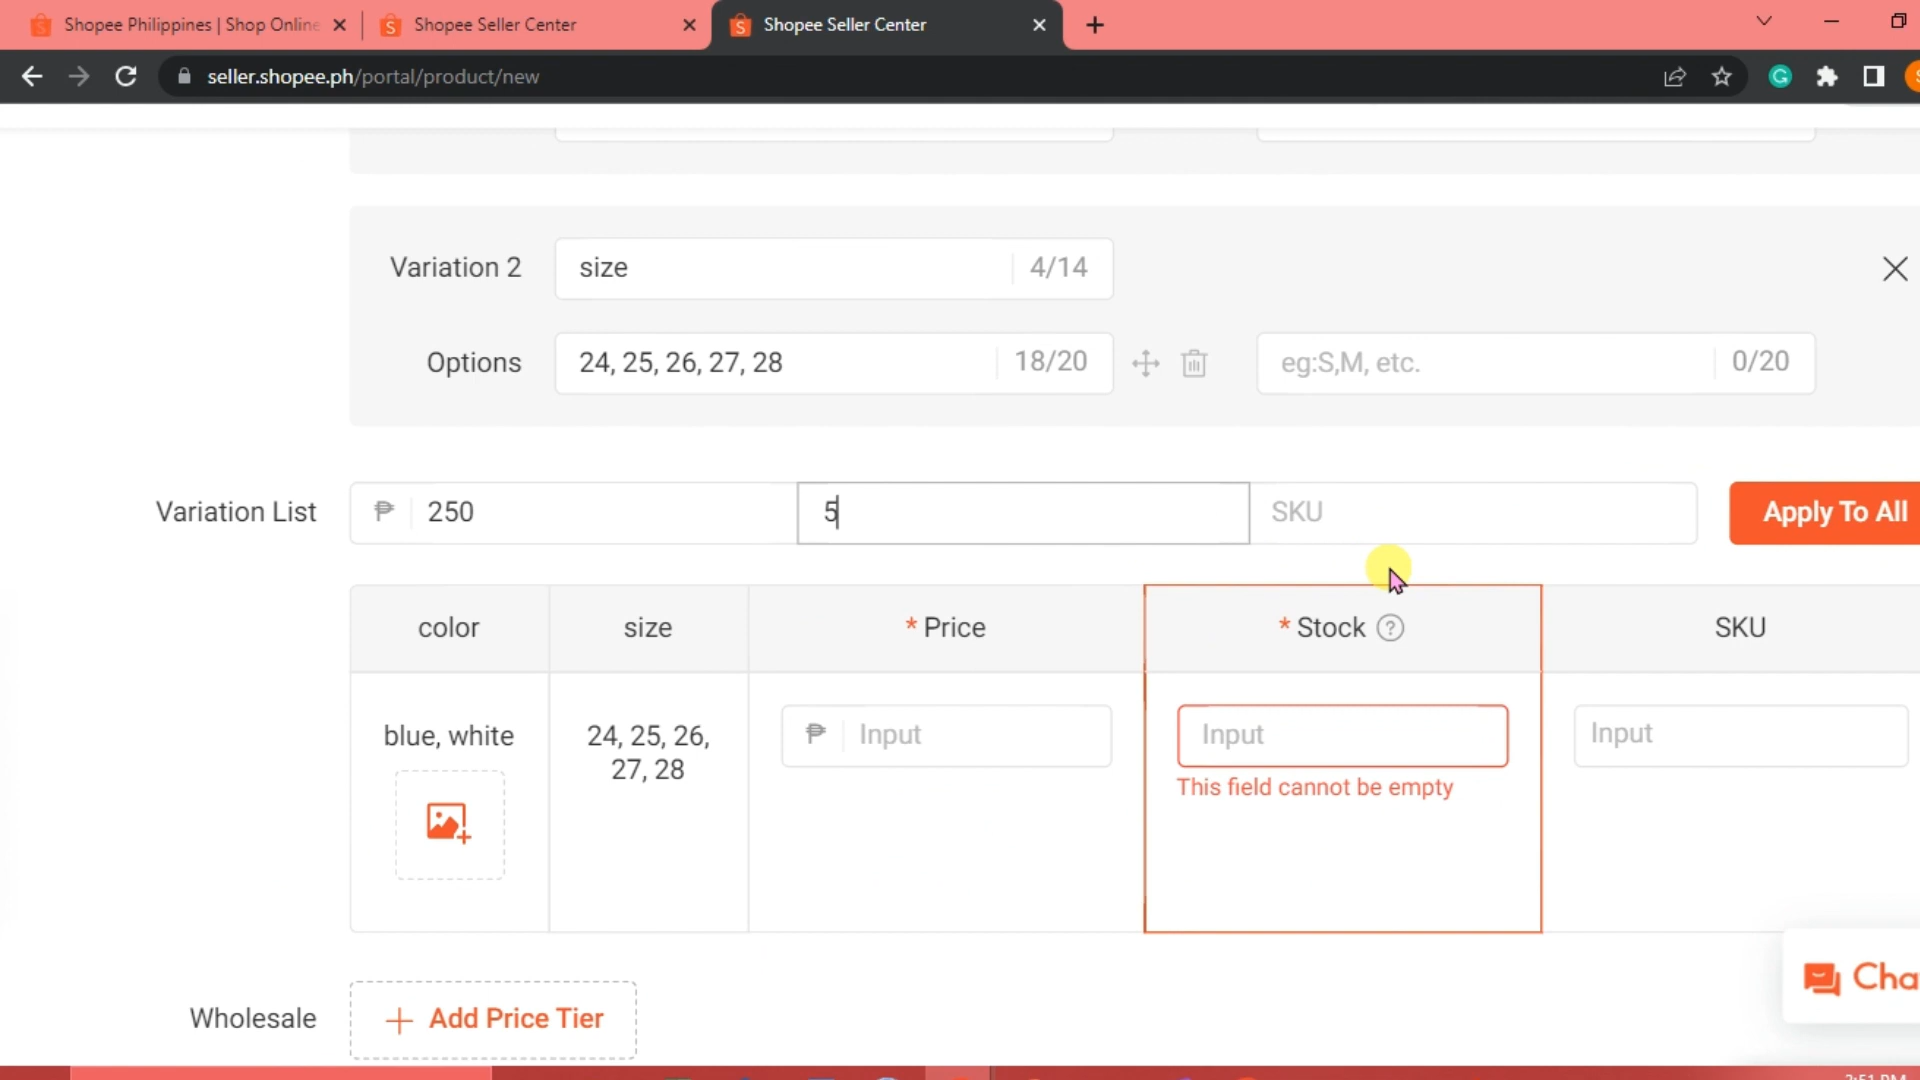 Shopee Philippines | Shop Online
Shopee Seller Center
Shopee Seller Center
seller.shopee.ph/portal/product/new
Variation 2
size
4/14
Options
24, 25, 26, 27, 28
18/20
eg:S,M, etc.
0/20
Variation List
₱ 250
5
SKU
Apply To All
color
size
* Price
* Stock ?
SKU
blue, white
24, 25, 26,
27, 28
₱ Input
Input
Input
This field cannot be empty
Cha
Wholesale
+ Add Price Tier